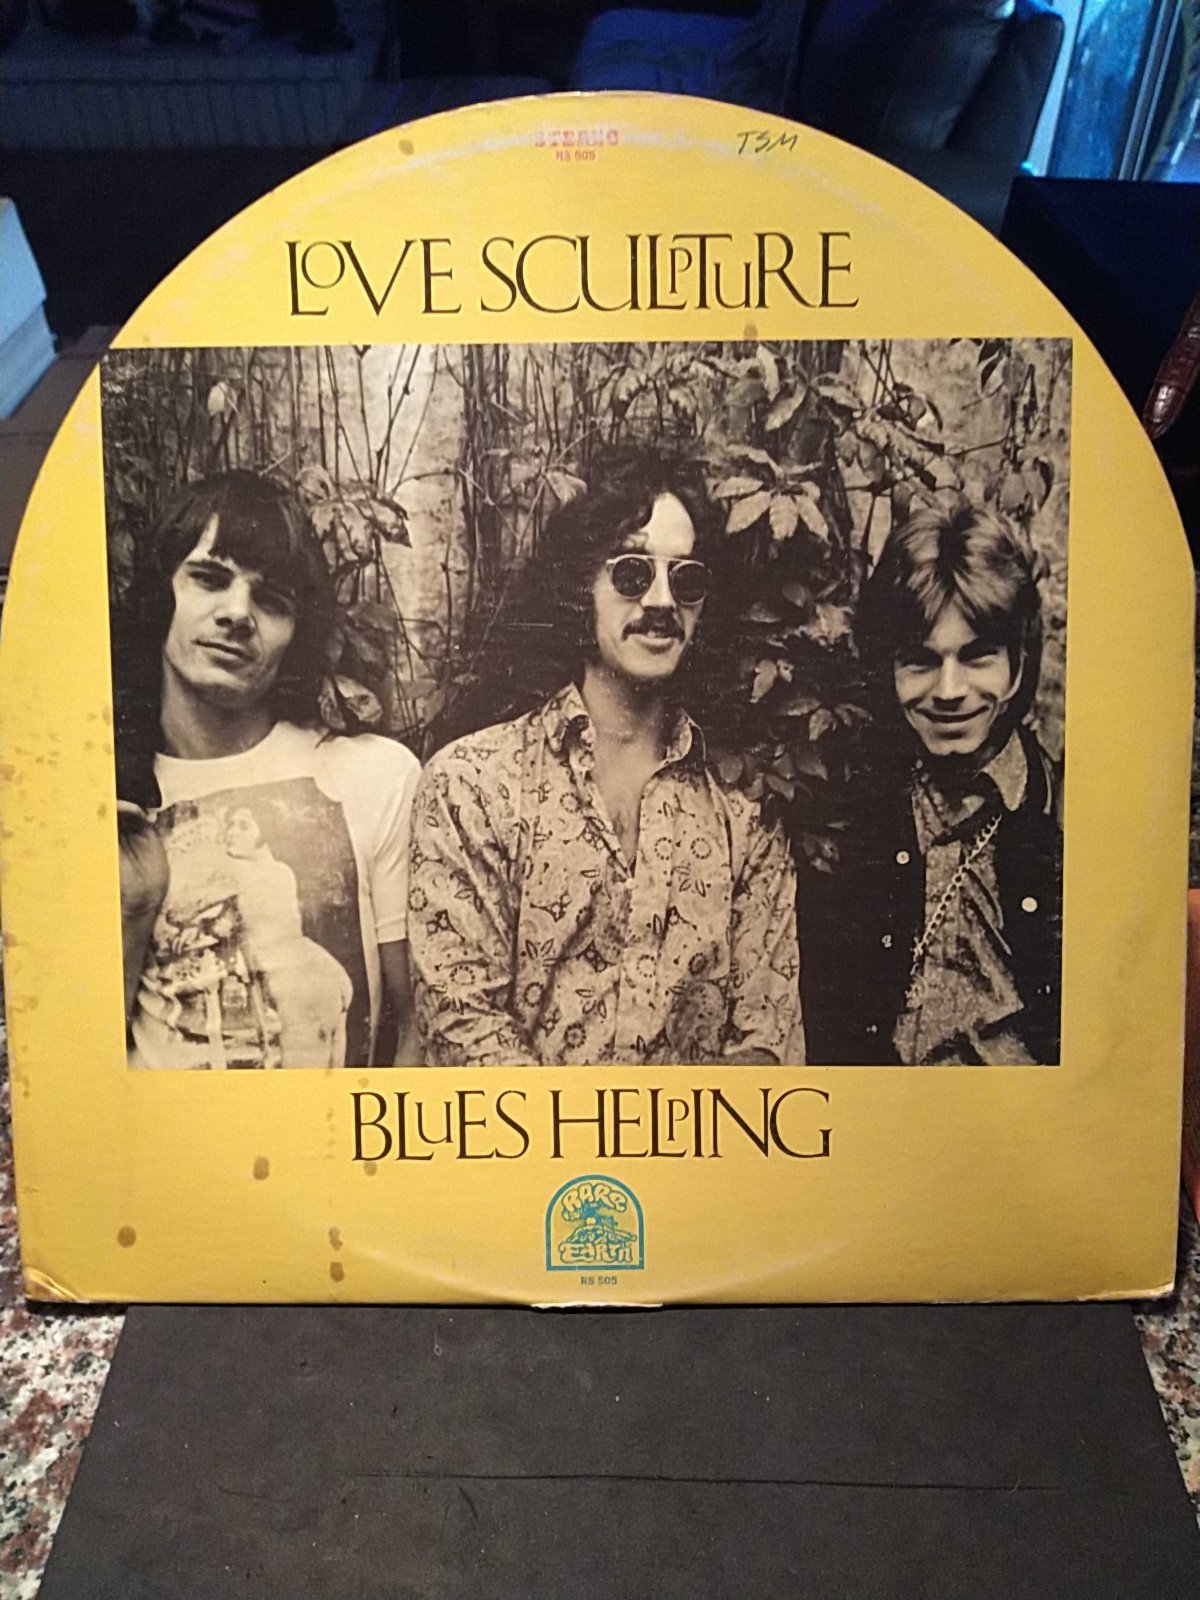 STEREO
RS 505
TSM
LOVE SCULPTURE
BLUES HELPING
RARE
EARTH
RS 505